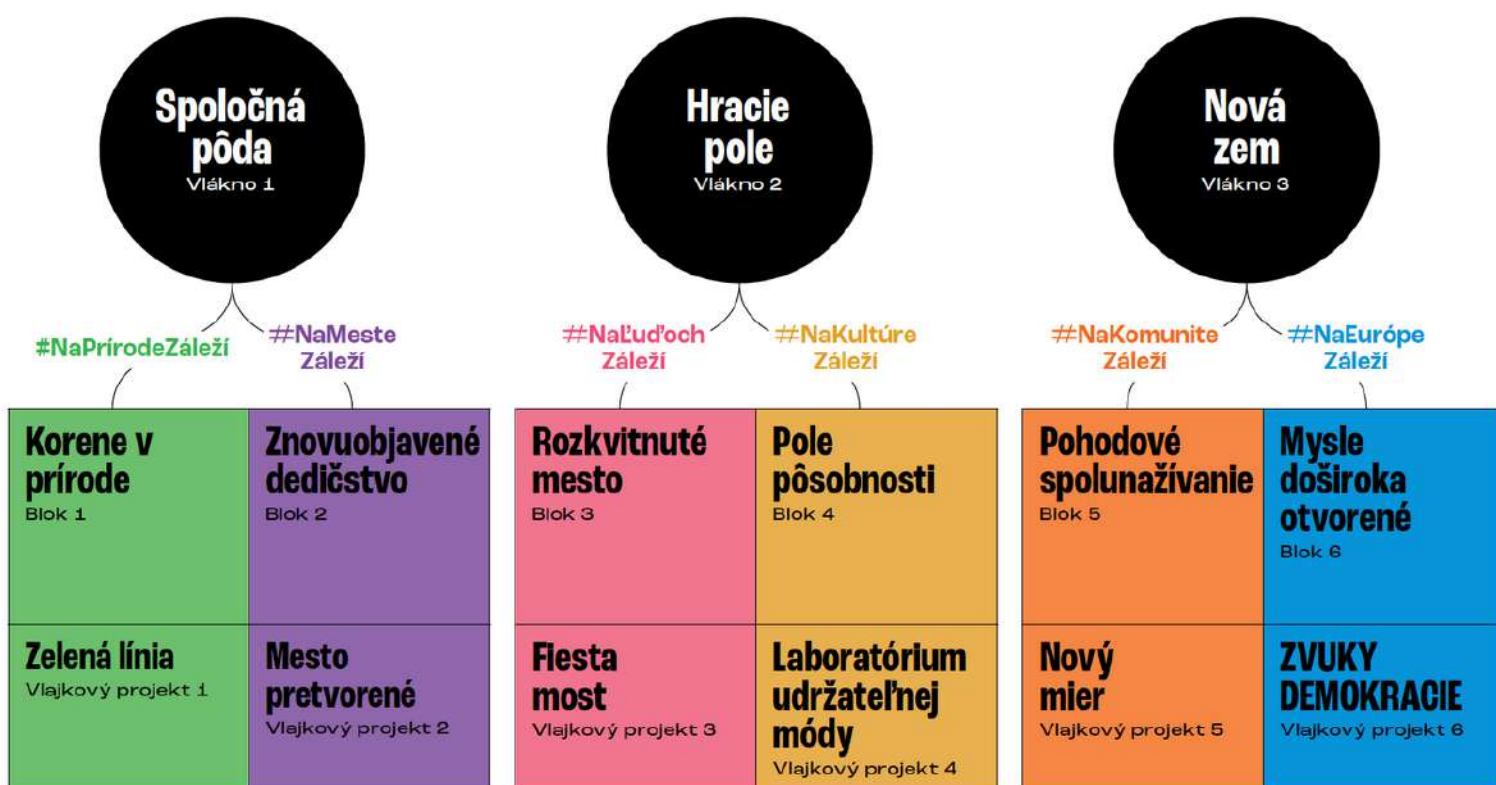 Spoločná
pôda
Vlákno 1
#NaPrírodeZáleží
#NaMeste
Záleží
Korene v
prírode
Blok 1
Znovuobjavené
dedičstvo
Blok 2
Zelená línia
Vlajkový projekt 1
Mesto
pretvorené
Vlajkový projekt 2
Hracie
pole
Vlákno 2
#NaĽuďoch
Záleží
#NaKultúre
Záleží
Rozkvitnuté
mesto
Blok 3
Pole
pôsobnosti
Blok 4
Fiesta
most
Vlajkový projekt 3
Laboratórium
udržateľnej
módy
Vlajkový projekt 4
Nová
zem
Vlákno 3
#NaKomunite
Záleží
#NaEurópe
Záleží
Pohodové
spolunažívanie
Blok 5
Mysle
doširoka
otvorené
Blok 6
Nový
mier
Vlajkový projekt 5
ZVUKY
DEMOKRACIE
Vlajkový projekt 6